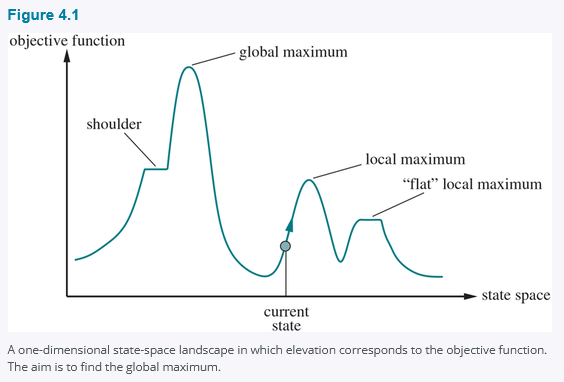 Figure 4.1
objective function
global maximum
shoulder
local maximum
“flat” local maximum
state space
current
state
A one-dimensional state-space landscape in which elevation corresponds to the objective function.
The aim is to find the global maximum.